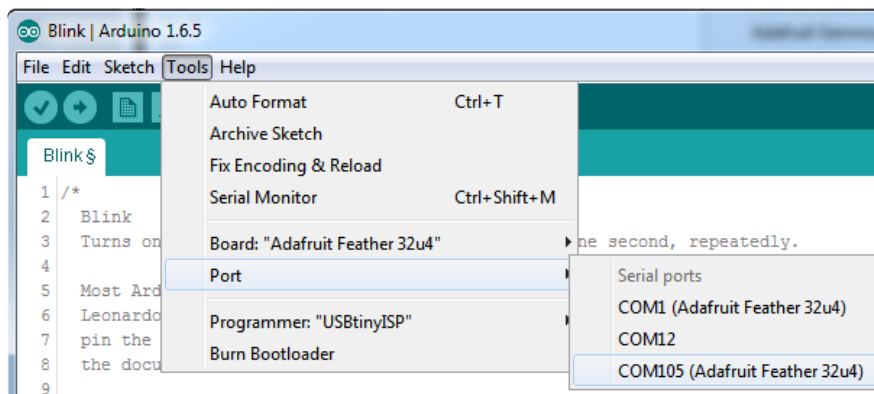 Blink | Arduino 1.6.5
File Edit Sketch Tools Help
Auto Format Ctrl+T
Archive Sketch
Fix Encoding & Reload
Serial Monitor Ctrl+Shift+M
Board: "Adafruit Feather 32u4"
Port
Programmer: "USBtinyISP"
Burn Bootloader
Serial ports
COM1 (Adafruit Feather 32u4)
COM12
COM105 (Adafruit Feather 32u4)
Blink§
1 /*
2 Blink
3 Turns on ne second, repeatedly.
4
5 Most Ard
6 Leonardo
7 pin the
8 the docu
9